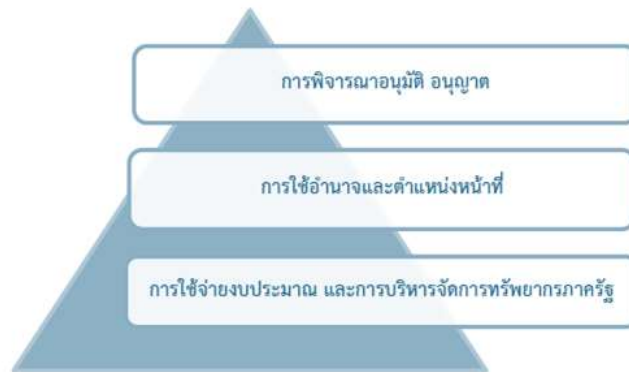 การพิจารณาอนุมัติ อนุญาต
การใช้อำนาจและตำแหน่งหน้าที่
การใช้จ่ายงบประมาณ และการบริหารจัดการทรัพยากรภาครัฐ